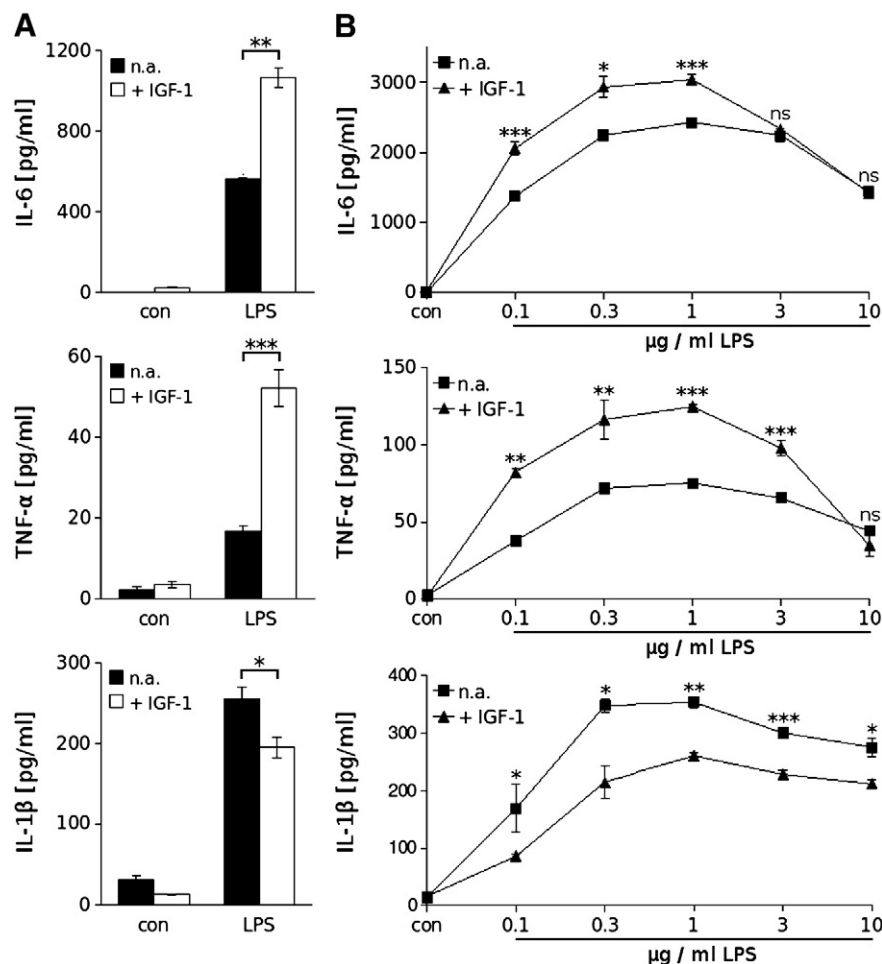 A
IL-6 [pg/ml]
1200
900
600
300
0
n.a.
+ IGF-1
**
con LPS
TNF-α [pg/ml]
60
40
20
0
n.a.
+ IGF-1
***
con LPS
IL-1β [pg/ml]
300
200
100
0
n.a.
+ IGF-1
*
con LPS
B
IL-6 [pg/ml]
3000
2000
1000
0
n.a.
+ IGF-1
*** * *** ns ns
con 0.1 0.3 1 3 10
µg / ml LPS
TNF-α [pg/ml]
150
100
50
0
n.a.
+ IGF-1
** ** *** *** ns
con 0.1 0.3 1 3 10
µg / ml LPS
IL-1β [pg/ml]
400
300
200
100
0
n.a.
+ IGF-1
* * ** *** *
con 0.1 0.3 1 3 10
µg / ml LPS